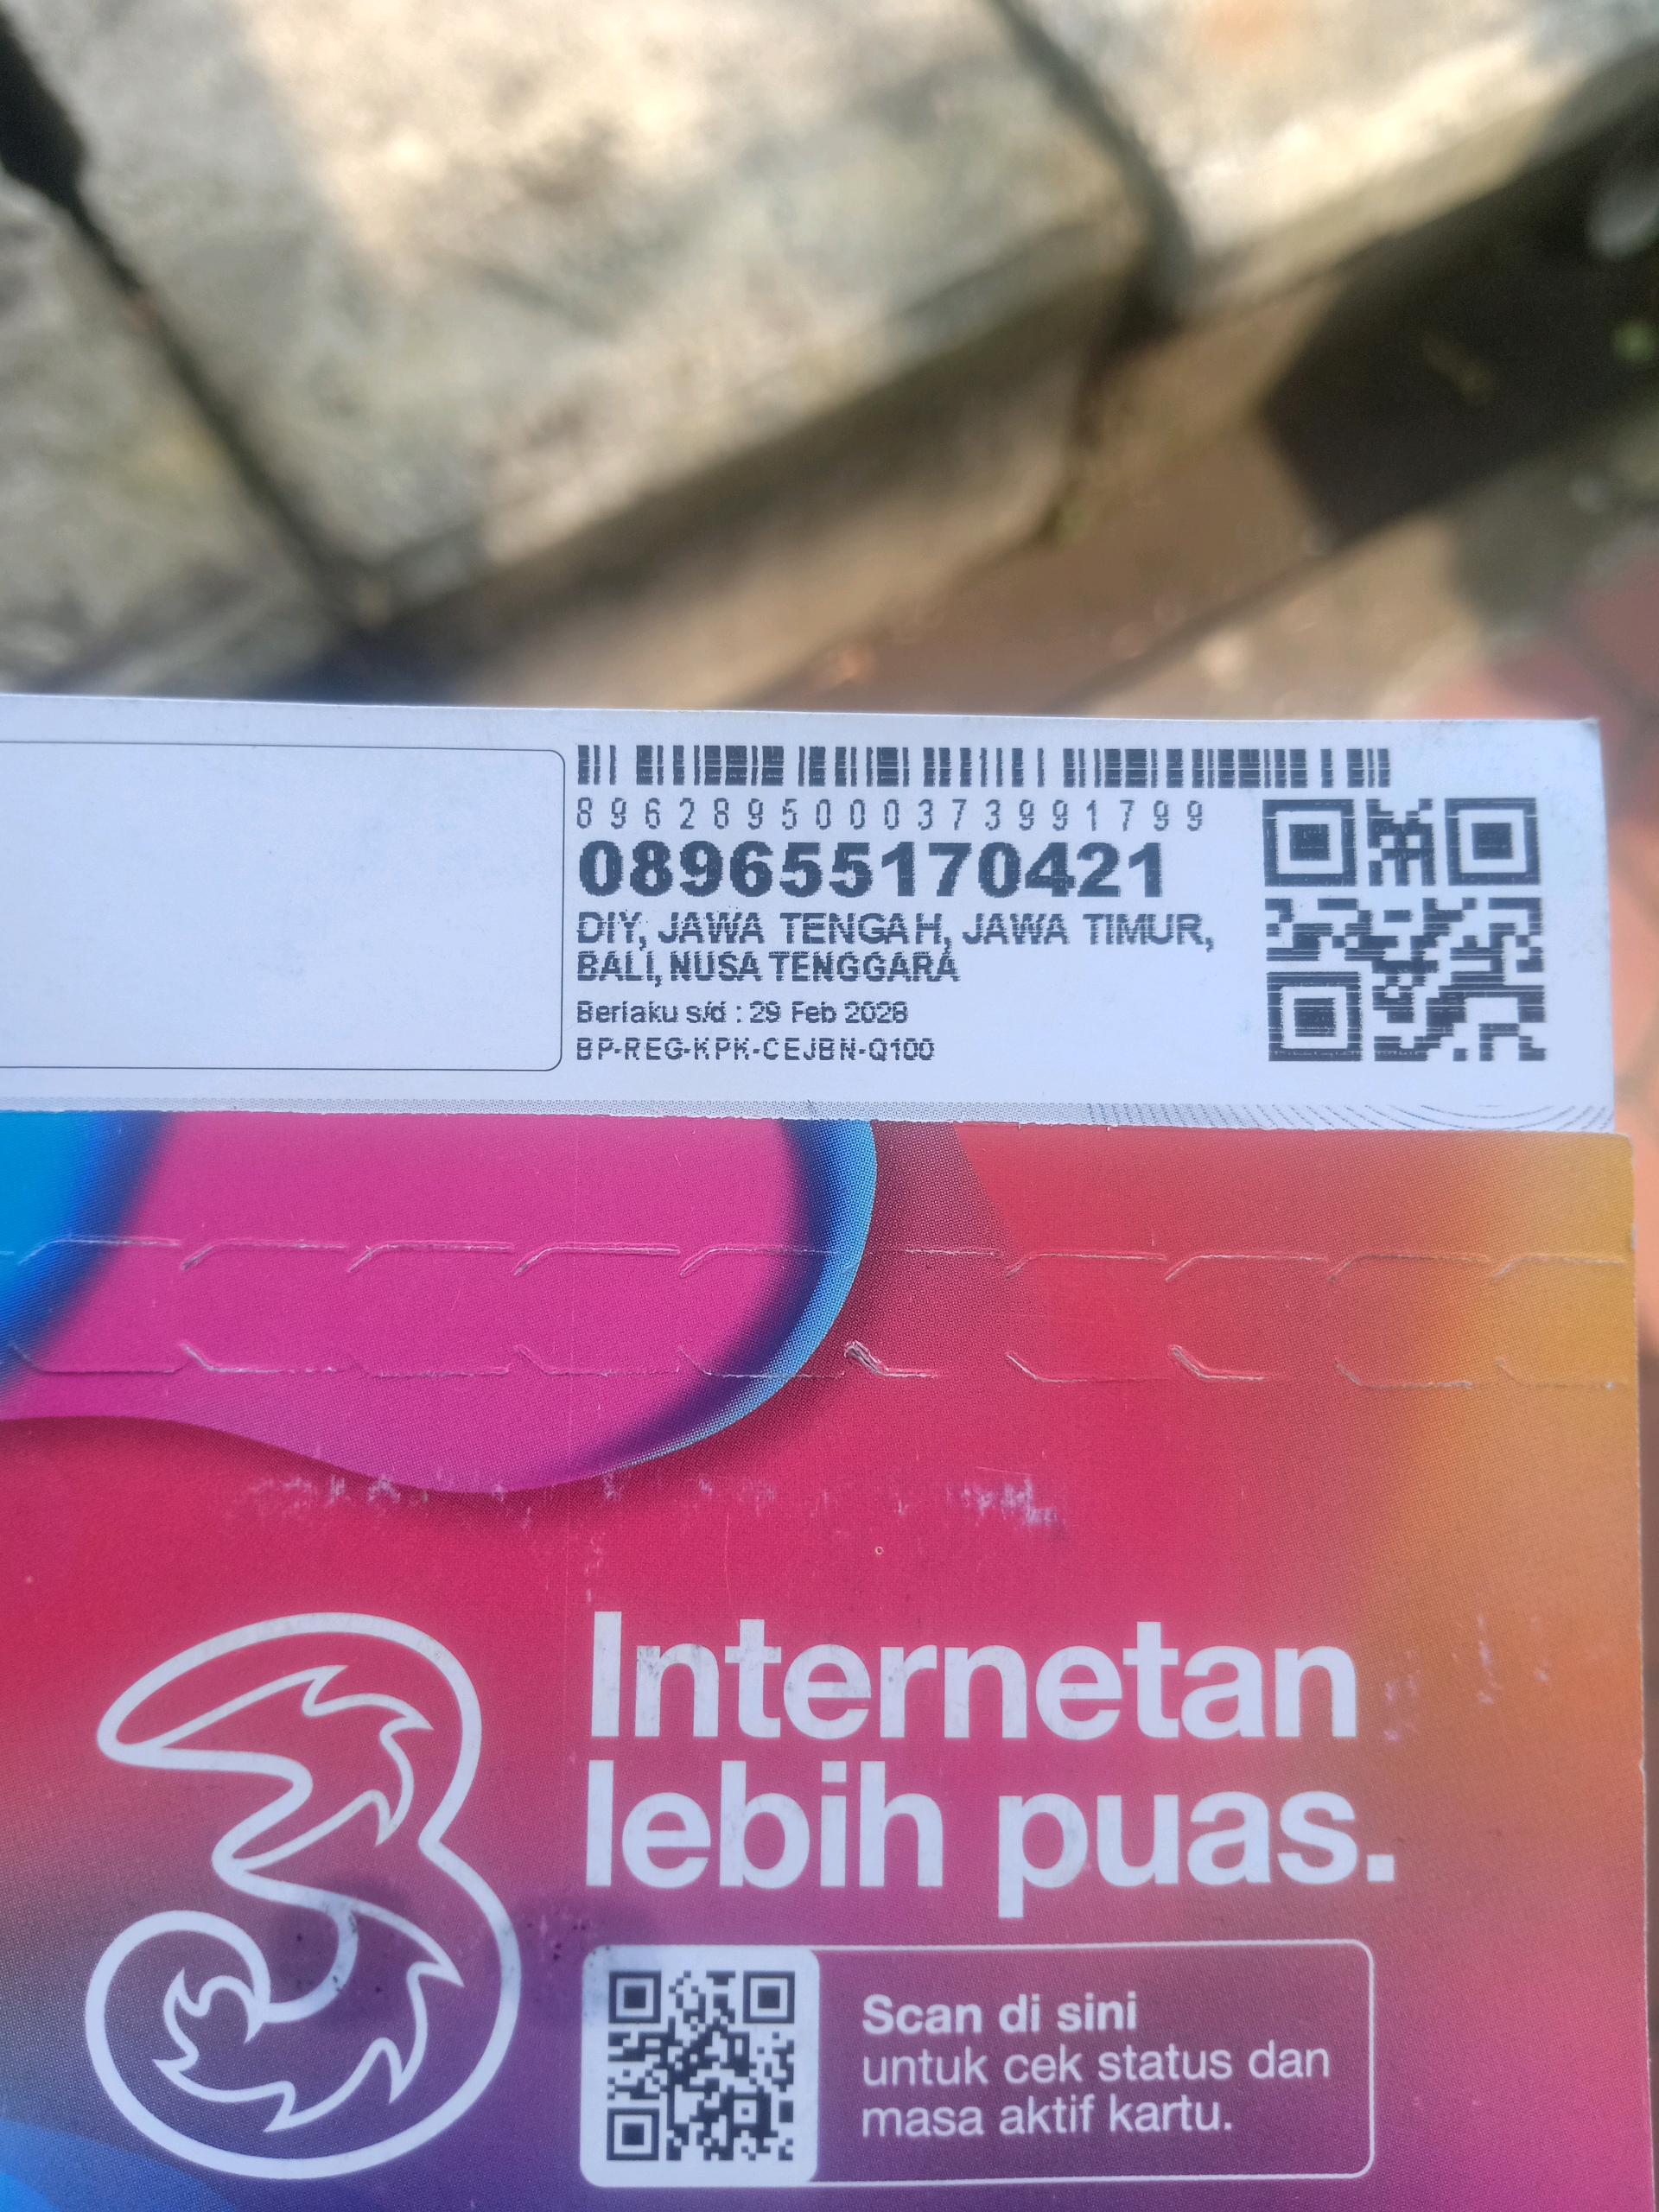 8962895000373991799
089655170421
DIY, JAWA TENGAH, JAWA TIMUR,
BALI, NUSA TENGGARA
Berlaku s/d : 29 Feb 2028
BP-REG-KPK-CEJBN-Q100
3
Internetan
lebih puas.
Scan di sini
untuk cek status dan
masa aktif kartu.